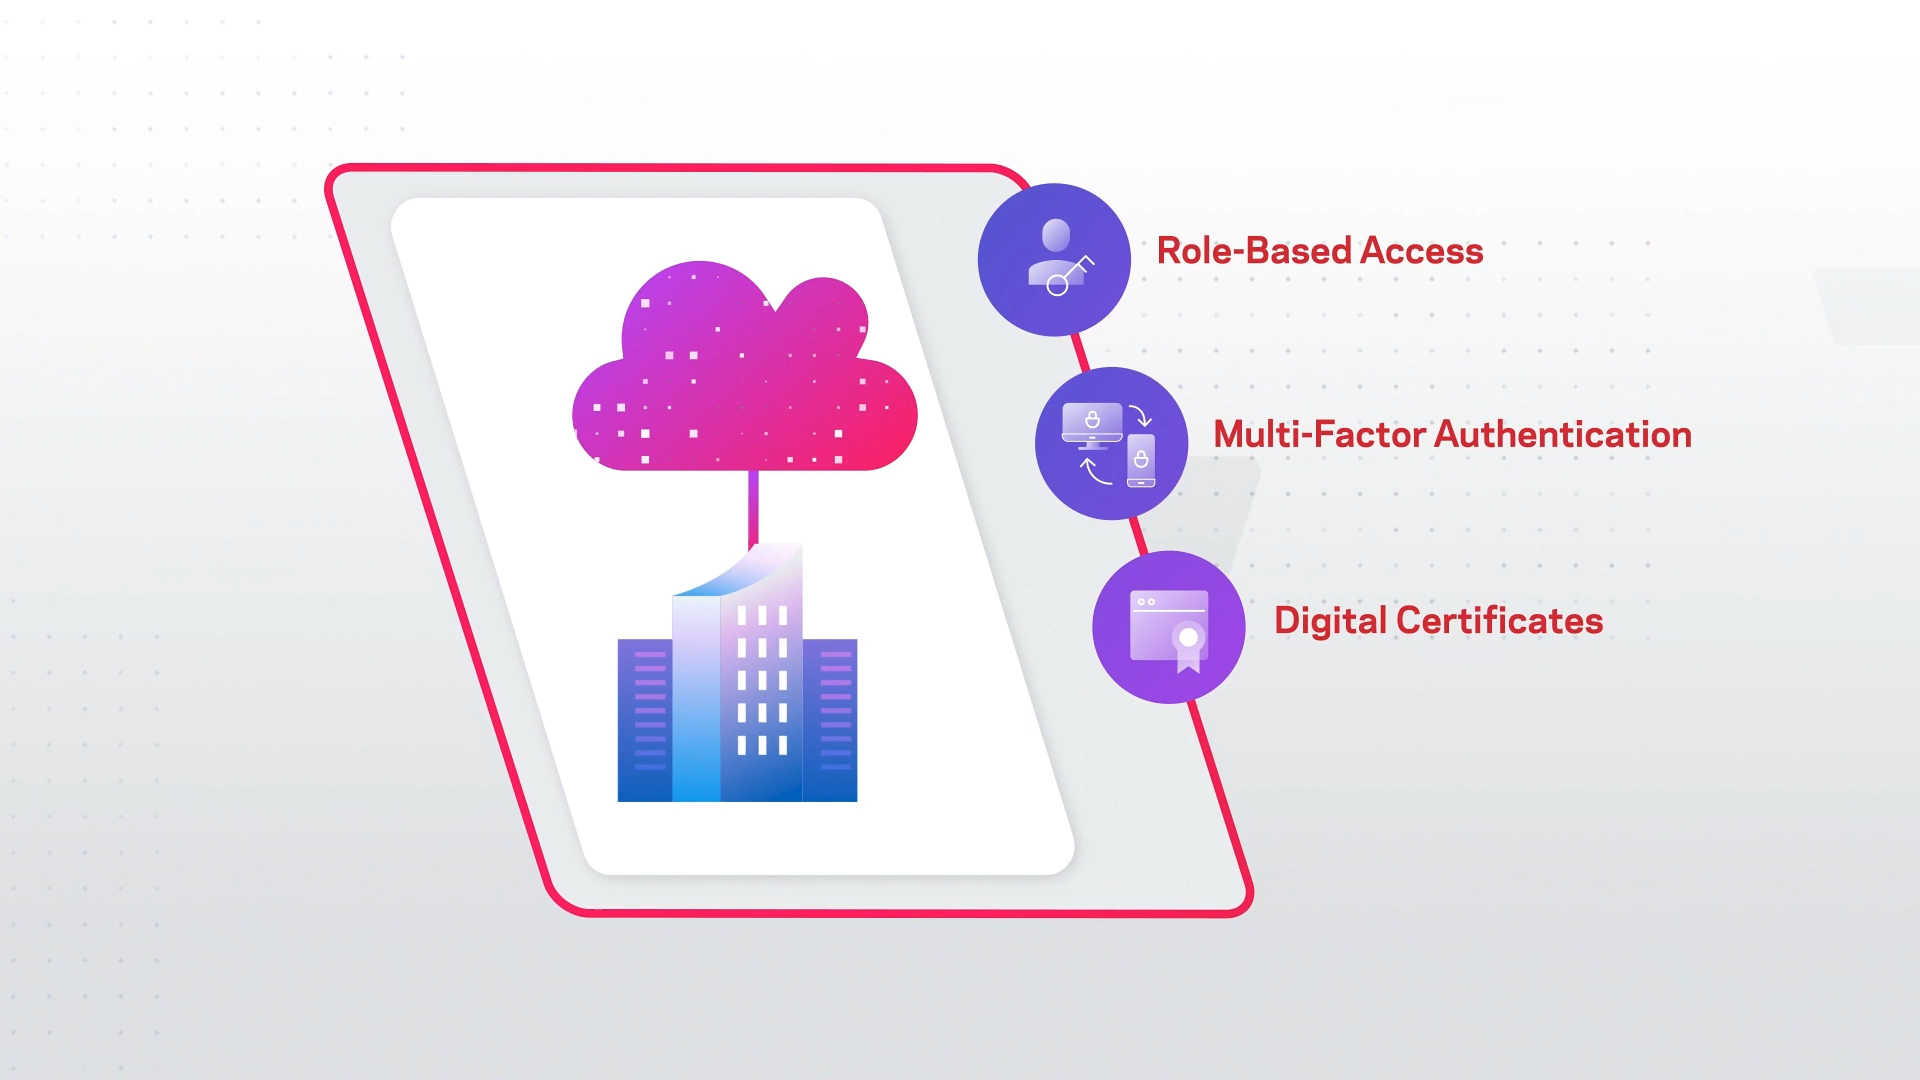 Role-Based Access
Multi-Factor Authentication
Digital Certificates